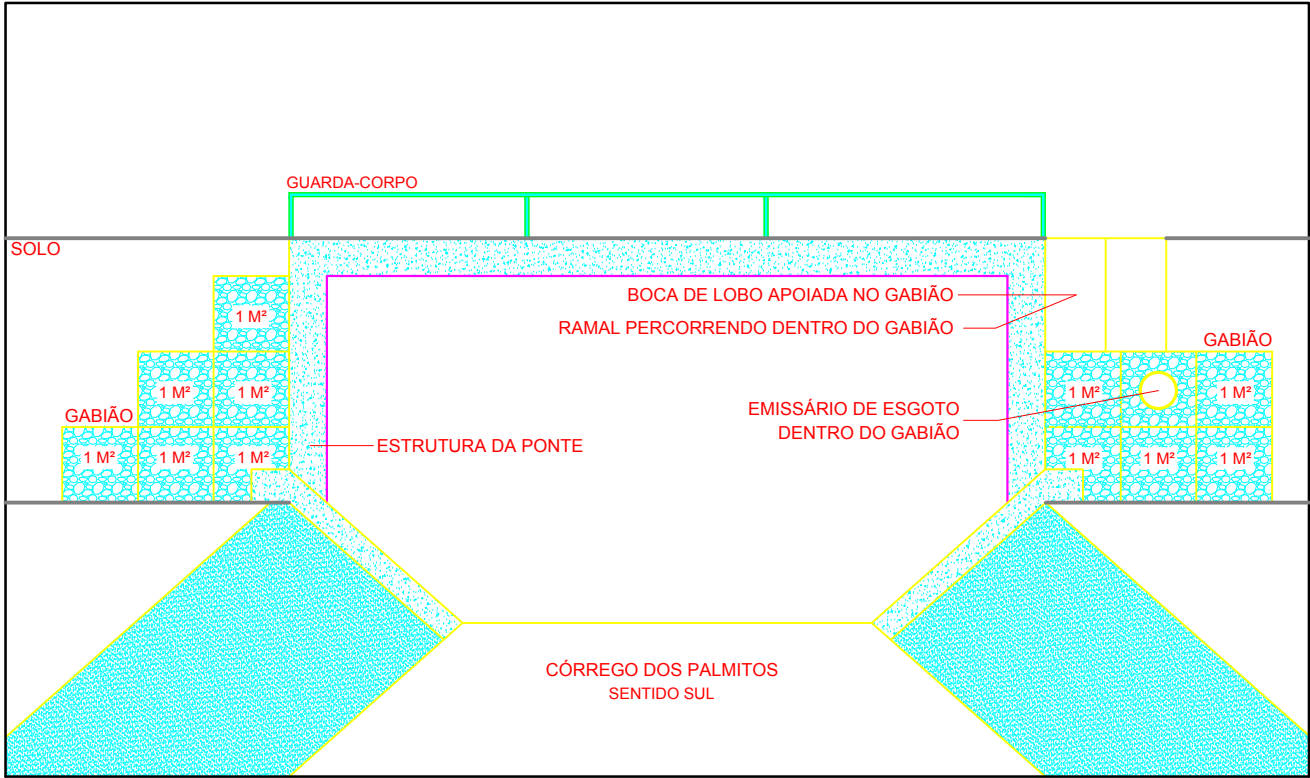 GUARDA-CORPO
SOLO
BOCA DE LOBO APOIADA NO GABIÃO
1 M²
RAMAL PERCORRENDO DENTRO DO GABIÃO
GABIÃO
1 M²
1 M²
1 M²
1 M²
GABIÃO
EMISSÁRIO DE ESGOTO
DENTRO DO GABIÃO
ESTRUTURA DA PONTE
1 M²
1 M²
1 M²
1 M²
1 M²
1 M²
CÓRREGO DOS PALMITOS
SENTIDO SUL